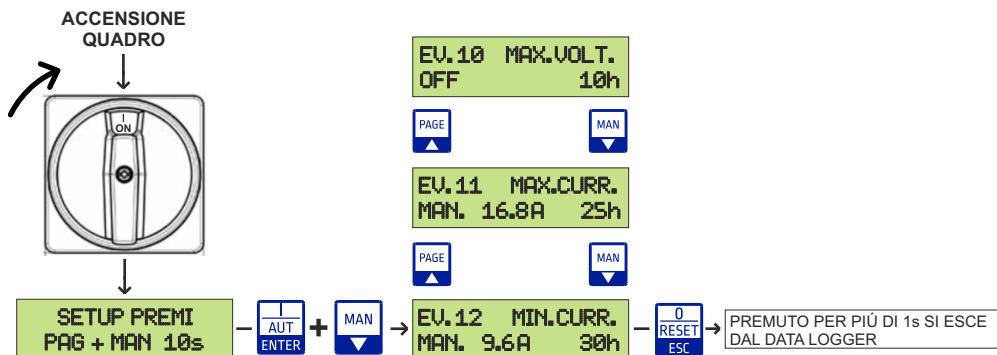 ACCENSIONE
QUADRO
I
ON
SETUP PREMI
PAG + MAN 10s
I
AUT
ENTER
+
MAN
EV.10 MAX.VOLT.
OFF 10h
PAGE
MAN
EV.11 MAX.CURR.
MAN. 16.8A 25h
PAGE
MAN
EV.12 MIN.CURR.
MAN. 9.6A 30h
0
RESET
ESC
PREMUTO PER PIÚ DI 1s SI ESCE
DAL DATA LOGGER